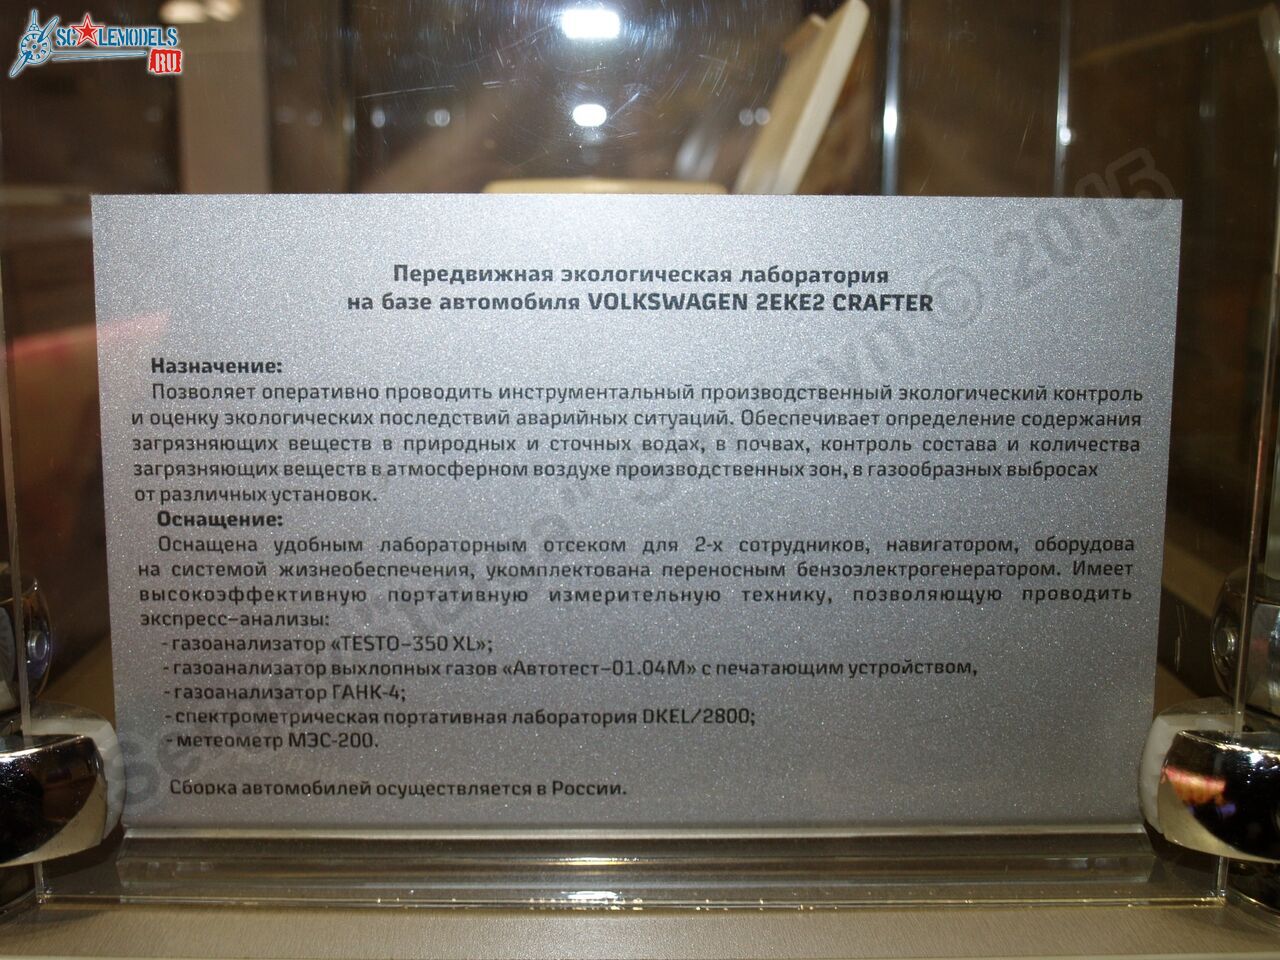 SCALEMODELS
RU
Передвижная экологическая лаборатория
на базе автомобиля VOLKSWAGEN 2EKE2 CRAFTER
Назначение:
Позволяет оперативно проводить инструментальный производственный экологический контроль
и оценку экологических последствий аварийных ситуаций. Обеспечивает определение содержания
загрязняющих веществ в природных и сточных водах, в почвах, контроль состава и количества
загрязняющих веществ в атмосферном воздухе производственных зон, в газообразных выбросах
от различных установок.
Оснащение:
Оснащена удобным лабораторным отсеком для 2-х сотрудников, навигатором, оборудова
на системой жизнеобеспечения, укомплектована переносным бензоэлектрогенератором. Имеет
высокоэффективную портативную измерительную технику, позволяющую проводить
экспресс–анализы:
- газоанализатор «TESTO–350 XL»;
- газоанализатор выхлопных газов «Автотест–01.04М» с печатающим устройством,
- газоанализатор ГАНК-4;
- спектрометрическая портативная лаборатория DKEL/2800;
- метеометр МЭС-200.
Сборка автомобилей осуществляется в России.
© 2015